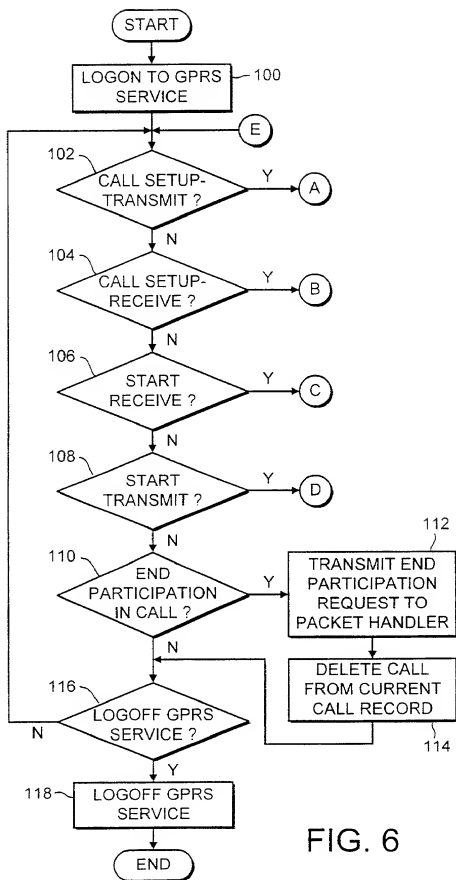 START
LOGON TO GPRS
SERVICE
100
E
102
CALL SETUP-
TRANSMIT ?
Y
A
N
104
CALL SETUP-
RECEIVE ?
Y
B
N
106
START
RECEIVE ?
Y
C
N
108
START
TRANSMIT ?
Y
D
N
110
END
PARTICIPATION
IN CALL ?
Y
112
TRANSMIT END
PARTICIPATION
REQUEST TO
PACKET HANDLER
N
DELETE CALL
FROM CURRENT
CALL RECORD
114
116
LOGOFF GPRS
SERVICE ?
N
Y
118
LOGOFF GPRS
SERVICE
END
FIG. 6